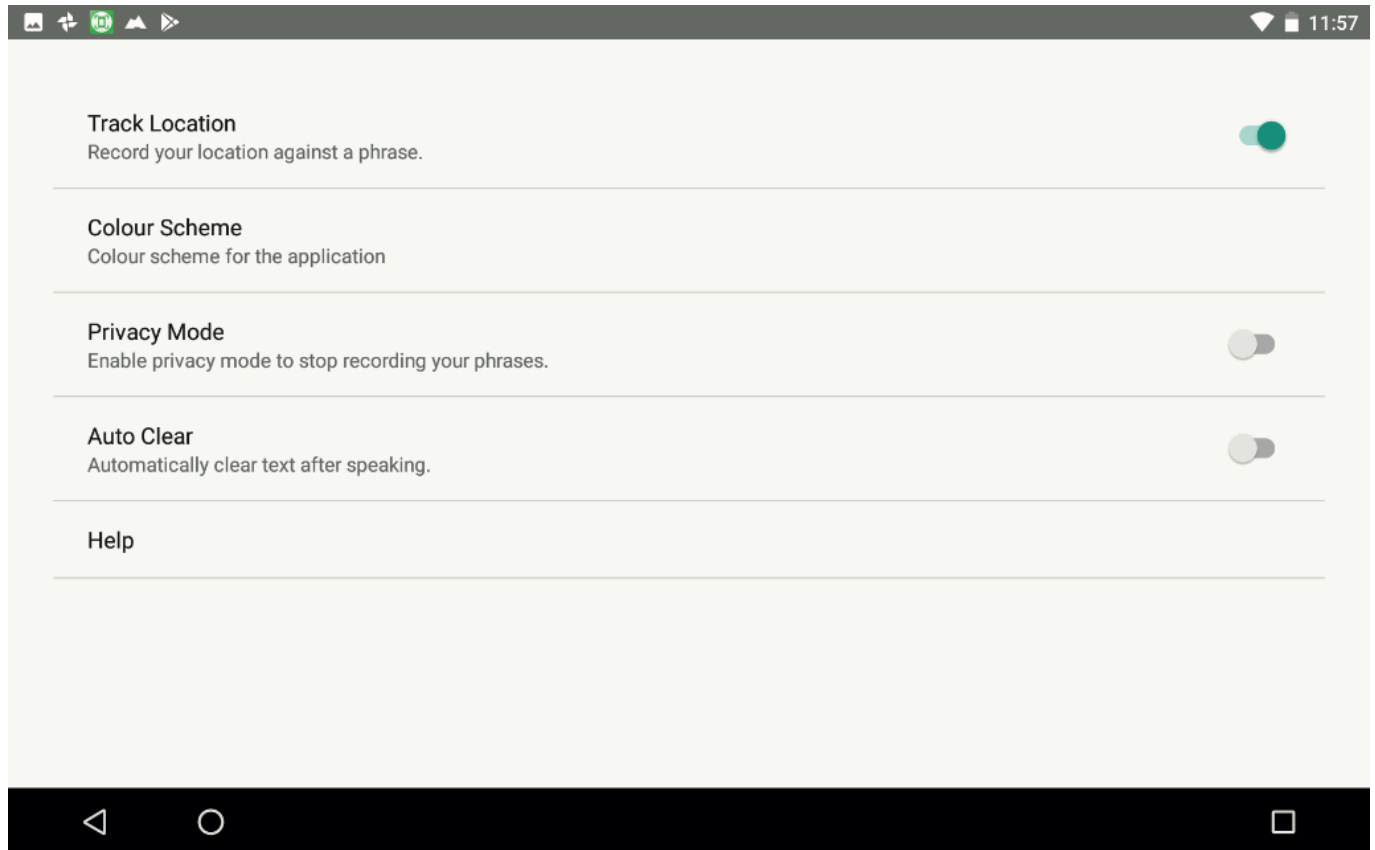 11:57
Track Location
Record your location against a phrase.
Colour Scheme
Colour scheme for the application
Privacy Mode
Enable privacy mode to stop recording your phrases.
Auto Clear
Automatically clear text after speaking.
Help